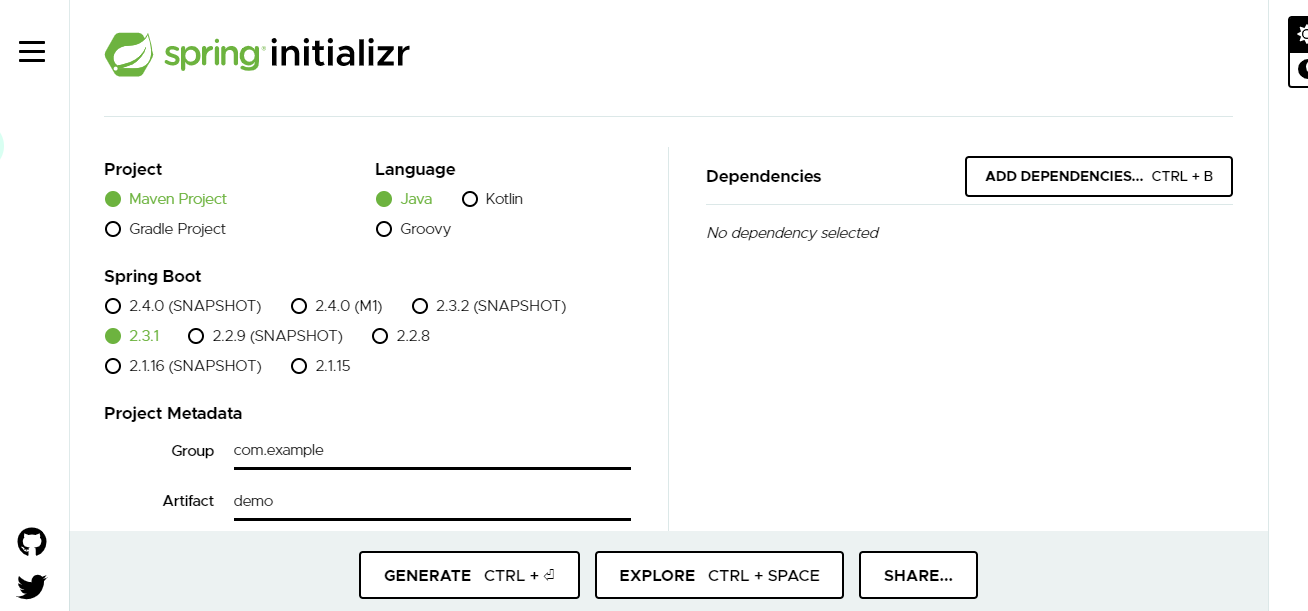 spring initializr
Project
Maven Project
Gradle Project
Language
Java Kotlin
Groovy
Spring Boot
2.4.0 (SNAPSHOT) 2.4.0 (M1) 2.3.2 (SNAPSHOT)
2.3.1 2.2.9 (SNAPSHOT) 2.2.8
2.1.16 (SNAPSHOT) 2.1.15
Project Metadata
Group com.example
Artifact demo
Dependencies ADD DEPENDENCIES... CTRL + B
No dependency selected
GENERATE CTRL + ⏎ EXPLORE CTRL + SPACE SHARE...